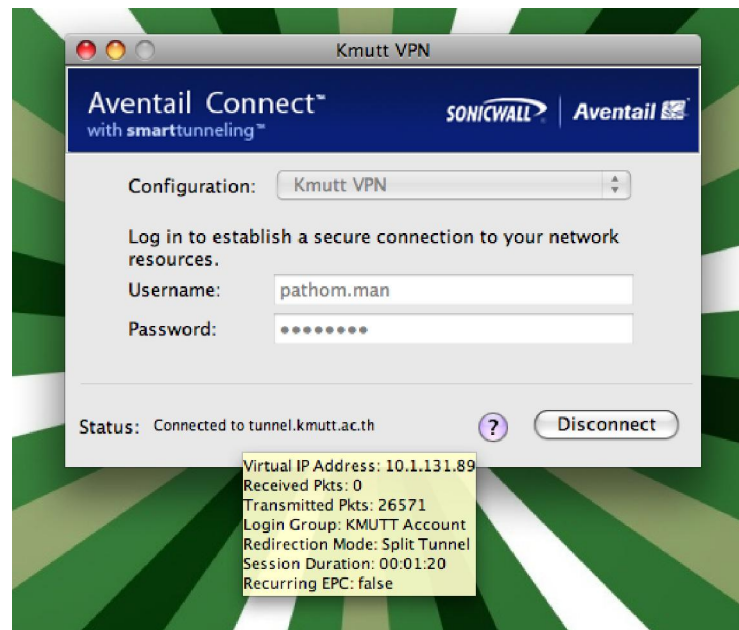 Kmutt VPN
Aventail Connect™
with smarttunneling™
SONICWALL | Aventail
Configuration: Kmutt VPN
Log in to establish a secure connection to your network
resources.
Username: pathom.man
Password: ••••••••
Status: Connected to tunnel.kmutt.ac.th ? Disconnect
Virtual IP Address: 10.1.131.89
Received Pkts: 0
Transmitted Pkts: 26571
Login Group: KMUTT Account
Redirection Mode: Split Tunnel
Session Duration: 00:01:20
Recurring EPC: false